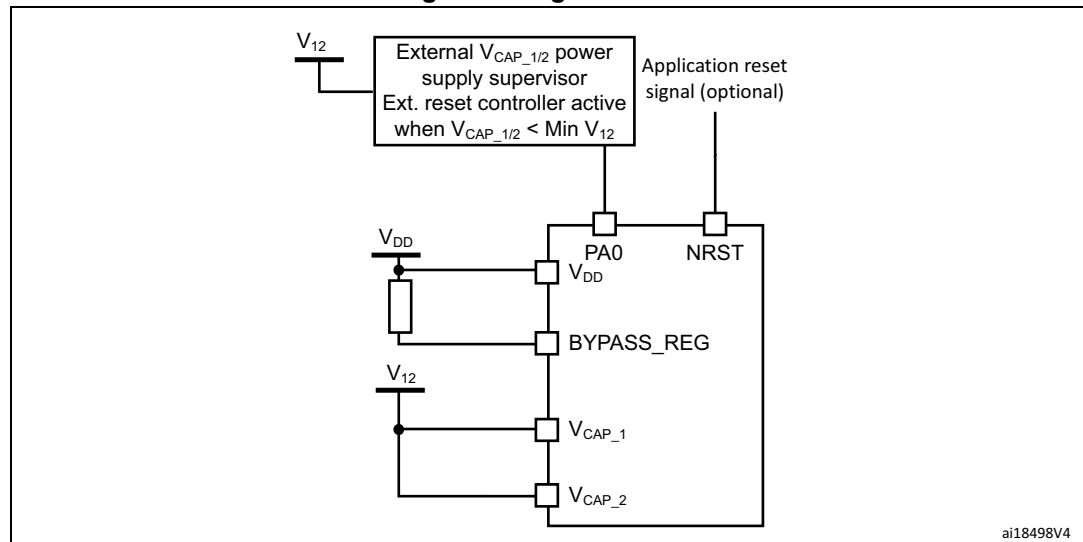 V12
External VCAP_1/2 power
supply supervisor
Ext. reset controller active
when VCAP_1/2 < Min V12
Application reset
signal (optional)
PA0
NRST
VDD
VDD
BYPASS_REG
V12
VCAP_1
VCAP_2
ai18498V4